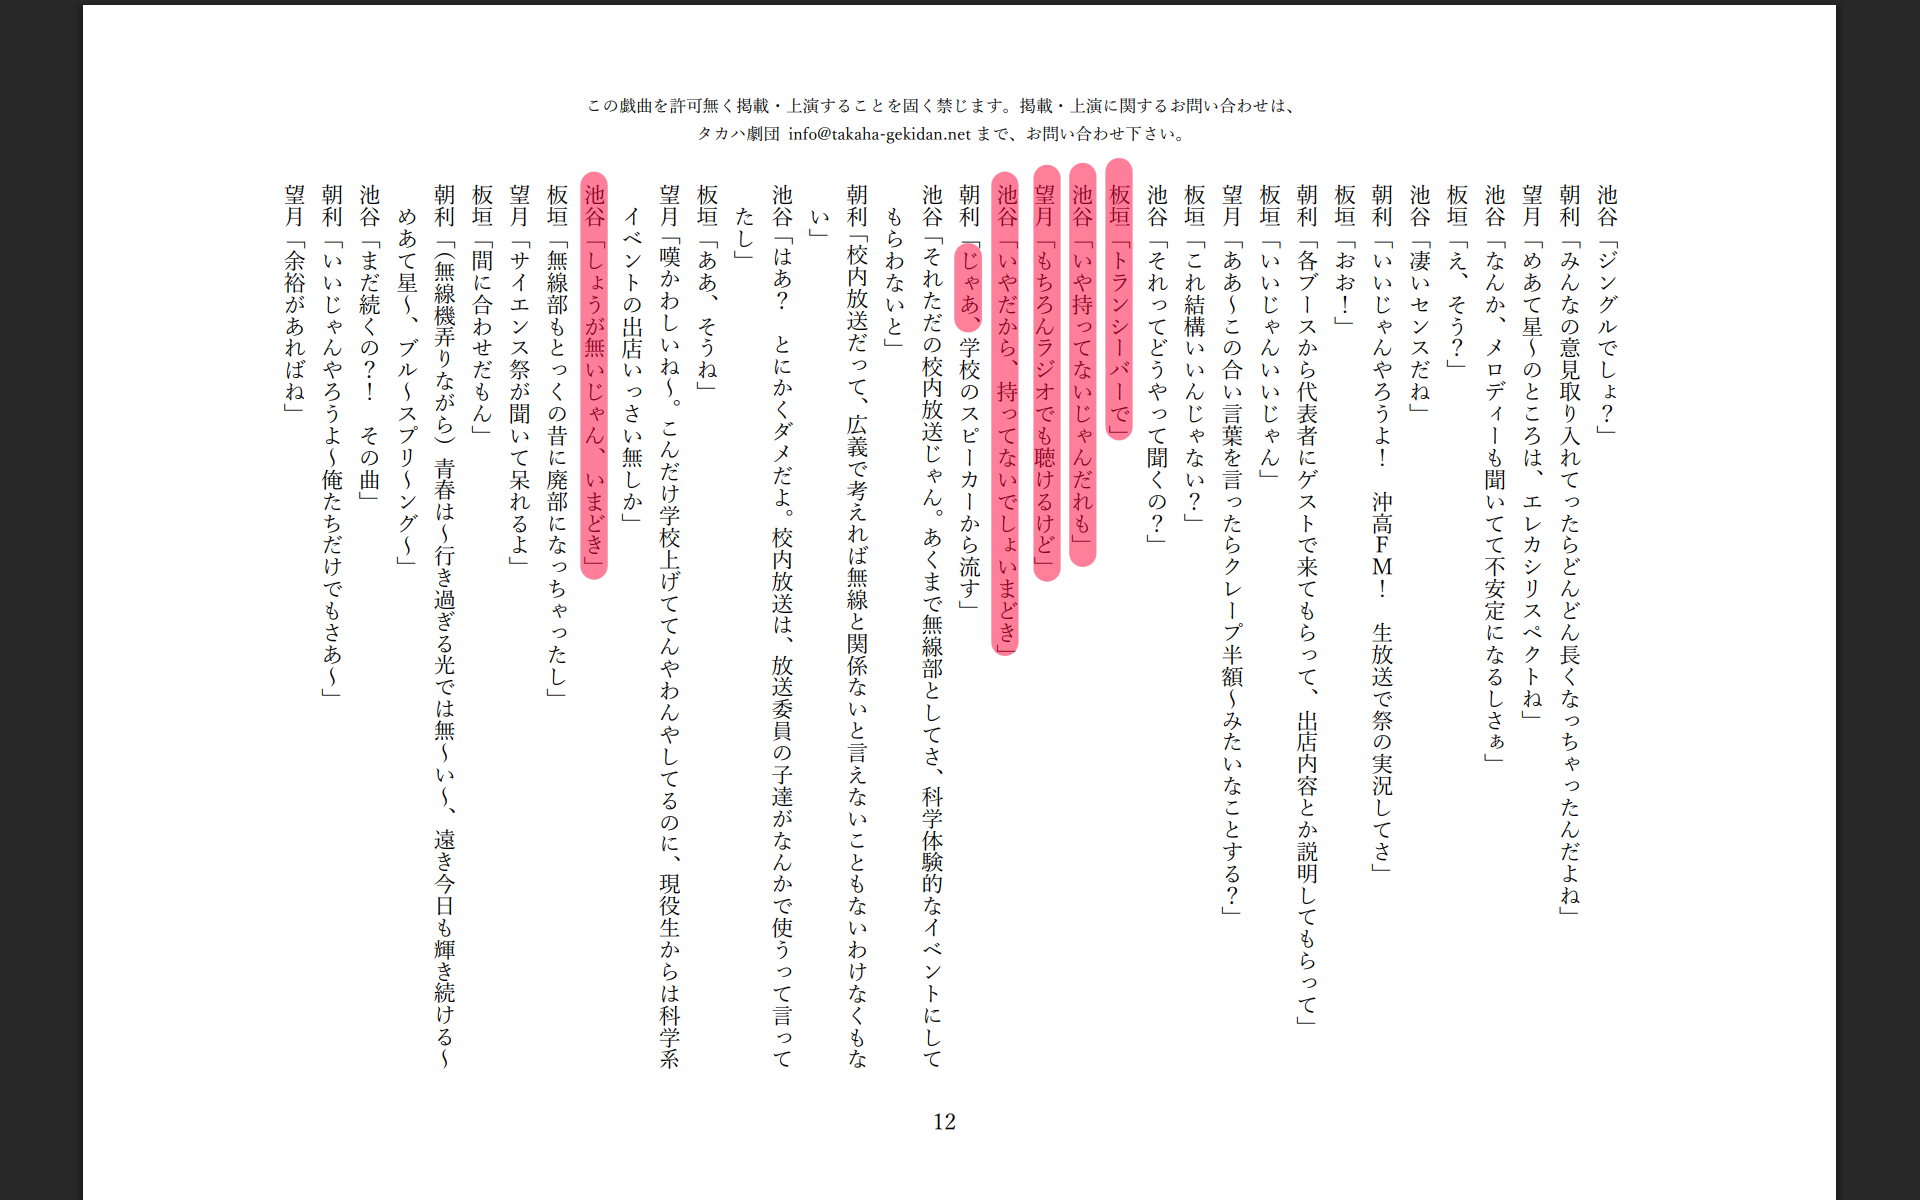 この戯曲を許可無く掲載・上演することを固く禁じます。掲載・上演に関するお問い合わせは、
タカハ劇団 info@takaha-gekidan.net まで、お問い合わせ下さい。
池谷「ジングルでしょ？」
朝利「みんなの意見取り入れてったらどんどん長くなっちゃったんだよね」
望月「めあて星～のところは、エレカシリスペクトね」
池谷「なんか、メロディーも聞いてて不安定になるしさぁ」
板垣「え、そう？」
池谷「凄いセンスだね」
朝利「いいじゃんやろうよ！　沖高ＦＭ！　生放送で祭の実況してさ」
板垣「おお！」
朝利「各ブースから代表者にゲストで来てもらって、出店内容とか説明してもらって」
板垣「いいじゃんいいじゃん」
望月「ああ～この合い言葉を言ったらクレープ半額～みたいなことする？」
板垣「これ結構いいんじゃない？」
池谷「それってどうやって聞くの？」
板垣「トランシーバーで」
池谷「いや持ってないじゃんだれも」
望月「もちろんラジオでも聴けるけど」
池谷「いやだから、持ってないでしょいまどき」
朝利「じゃあ、学校のスピーカーから流す」
池谷「それただの校内放送じゃん。あくまで無線部としてさ、科学体験的なイベントにして
もらわないと」
朝利「校内放送だって、広義で考えれば無線と関係ないと言えないこともないわけなくもな
い」
池谷「はあ？　とにかくダメだよ。校内放送は、放送委員の子達がなんかで使うって言って
たし」
板垣「ああ、そうね」
望月「嘆かわしいね～。こんだけ学校上げててんやわんやしてるのに、現役生からは科学系
イベントの出店いっさい無しか」
池谷「しょうが無いじゃん、いまどき」
板垣「無線部もとっくの昔に廃部になっちゃったし」
望月「サイエンス祭が聞いて呆れるよ」
板垣「間に合わせだもん」
朝利「（無線機弄りながら）青春は～行き過ぎる光では無～い～、遠き今日も輝き続ける～
めあて星～、ブル～スプリ～ング～」
池谷「まだ続くの？！　その曲」
朝利「いいじゃんやろうよ～俺たちだけでもさあ～」
望月「余裕があればね」
12